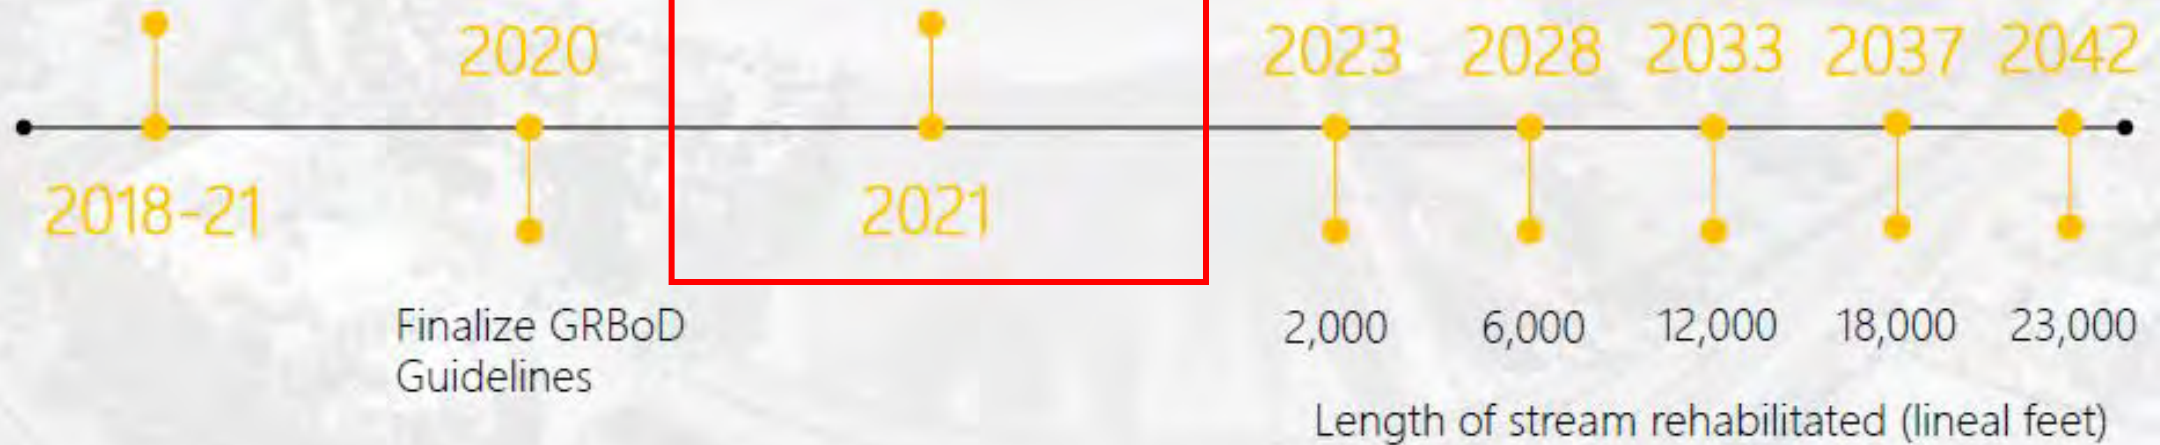 2020
2023 2028 2033 2037 2042
2018-21
2021
Finalize GRBoD
Guidelines
2,000 6,000 12,000 18,000 23,000
Length of stream rehabilitated (lineal feet)